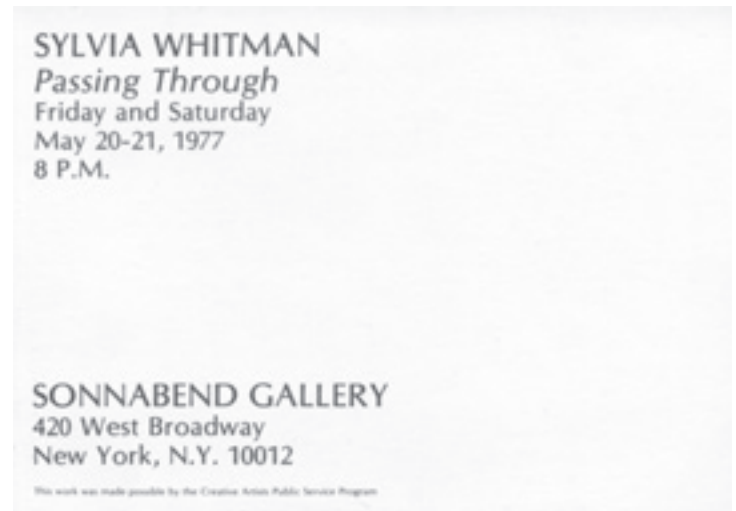 SYLVIA WHITMAN
Passing Through
Friday and Saturday
May 20-21, 1977
8 P.M.
SONNABEND GALLERY
420 West Broadway
New York, N.Y. 10012
This work was made possible by the Creative Artists Public Service Program